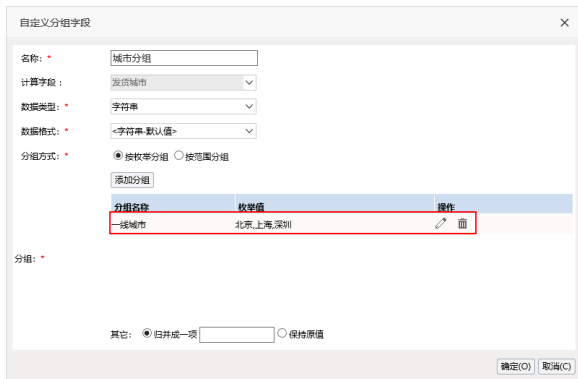 自定义分组字段
名称: * 城市分组
计算字段 : 发货城市
数据类型: * 字符串
数据格式: * <字符串-默认值>
分组方式: * 按枚举分组 按范围分组
添加分组
分组名称 枚举值 操作
一线城市 北京,上海,深圳
分组: *
其它: 归并成一项 保持原值
确定(O) 取消(C)